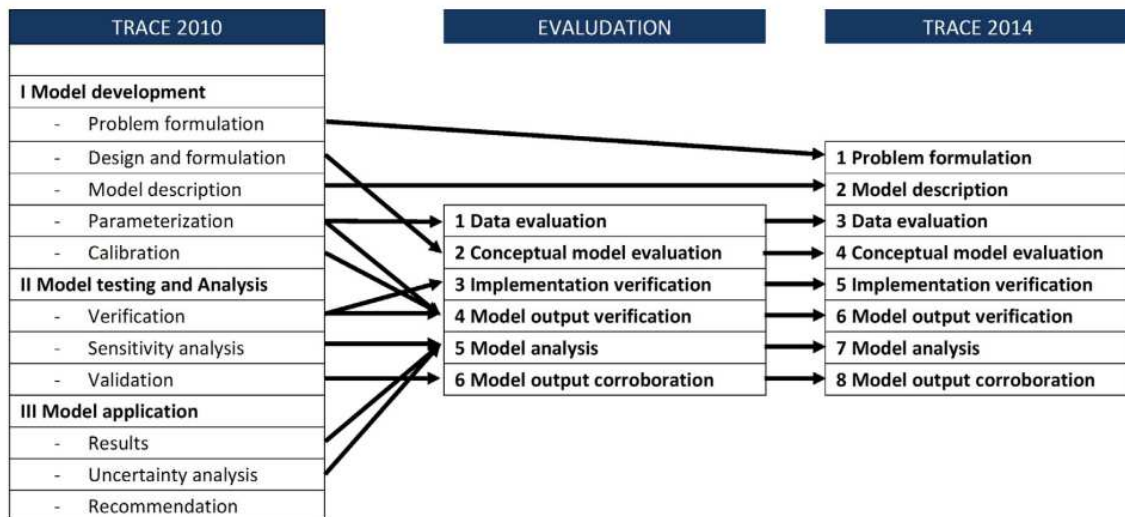 TRACE 2010
I Model development
- Problem formulation
- Design and formulation
- Model description
- Parameterization
- Calibration
II Model testing and Analysis
- Verification
- Sensitivity analysis
- Validation
III Model application
- Results
- Uncertainty analysis
- Recommendation
EVALUDATION
1 Data evaluation
2 Conceptual model evaluation
3 Implementation verification
4 Model output verification
5 Model analysis
6 Model output corroboration
TRACE 2014
1 Problem formulation
2 Model description
3 Data evaluation
4 Conceptual model evaluation
5 Implementation verification
6 Model output verification
7 Model analysis
8 Model output corroboration